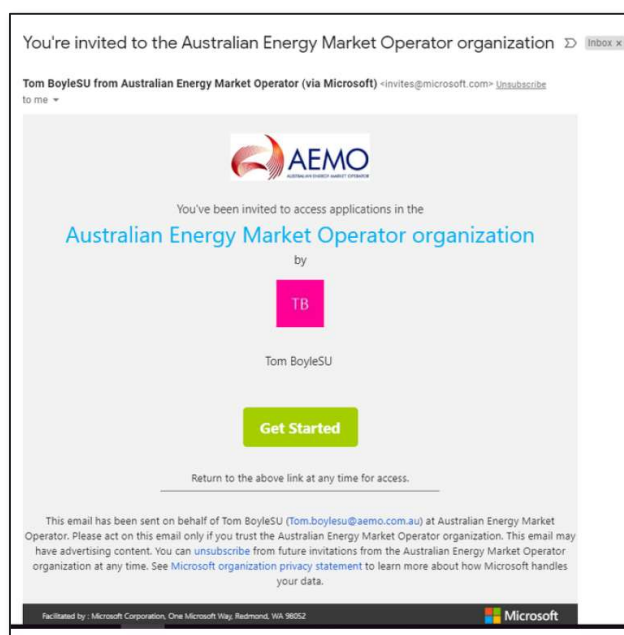 You're invited to the Australian Energy Market Operator organization Inbox x
Tom BoyleSU from Australian Energy Market Operator (via Microsoft) <invites@microsoft.com> Unsubscribe
to me
AEMO
AUSTRALIAN ENERGY MARKET OPERATOR
You've been invited to access applications in the
Australian Energy Market Operator organization
by
TB
Tom BoyleSU
Get Started
Return to the above link at any time for access.
This email has been sent on behalf of Tom BoyleSU (Tom.boylesu@aemo.com.au) at Australian Energy Market
Operator. Please act on this email only if you trust the Australian Energy Market Operator organization. This email may
have advertising content. You can unsubscribe from future invitations from the Australian Energy Market Operator
organization at any time. See Microsoft organization privacy statement to learn more about how Microsoft handles
your data.
Facilitated by : Microsoft Corporation, One Microsoft Way, Redmond, WA 98052 Microsoft